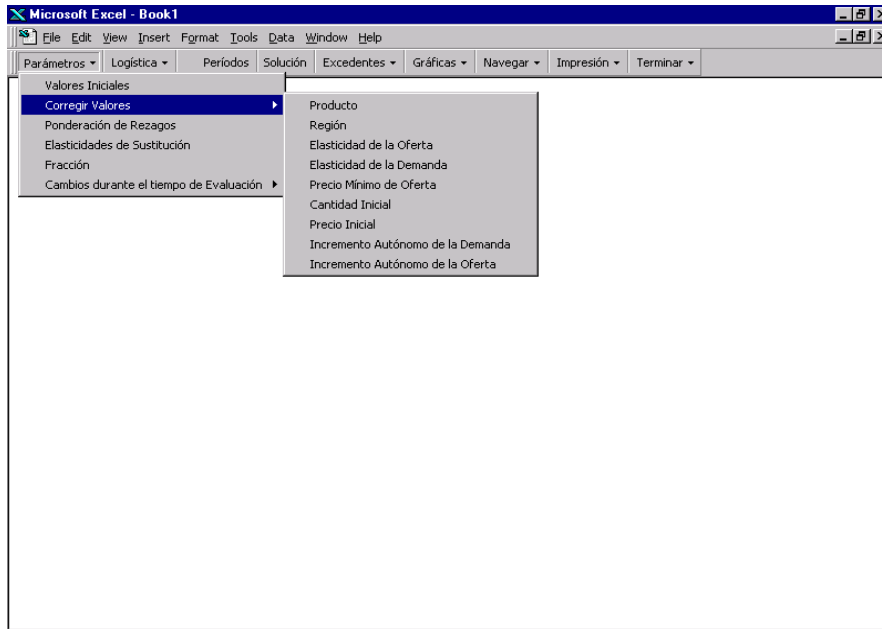 Microsoft Excel - Book1
File Edit View Insert Format Tools Data Window Help
Parámetros Logística Períodos Solución Excedentes Gráficas Navegar Impresión Terminar
Valores Iniciales
Corregir Valores
Ponderación de Rezagos
Elasticidades de Sustitución
Fracción
Cambios durante el tiempo de Evaluación
Producto
Región
Elasticidad de la Oferta
Elasticidad de la Demanda
Precio Mínimo de Oferta
Cantidad Inicial
Precio Inicial
Incremento Autónomo de la Demanda
Incremento Autónomo de la Oferta